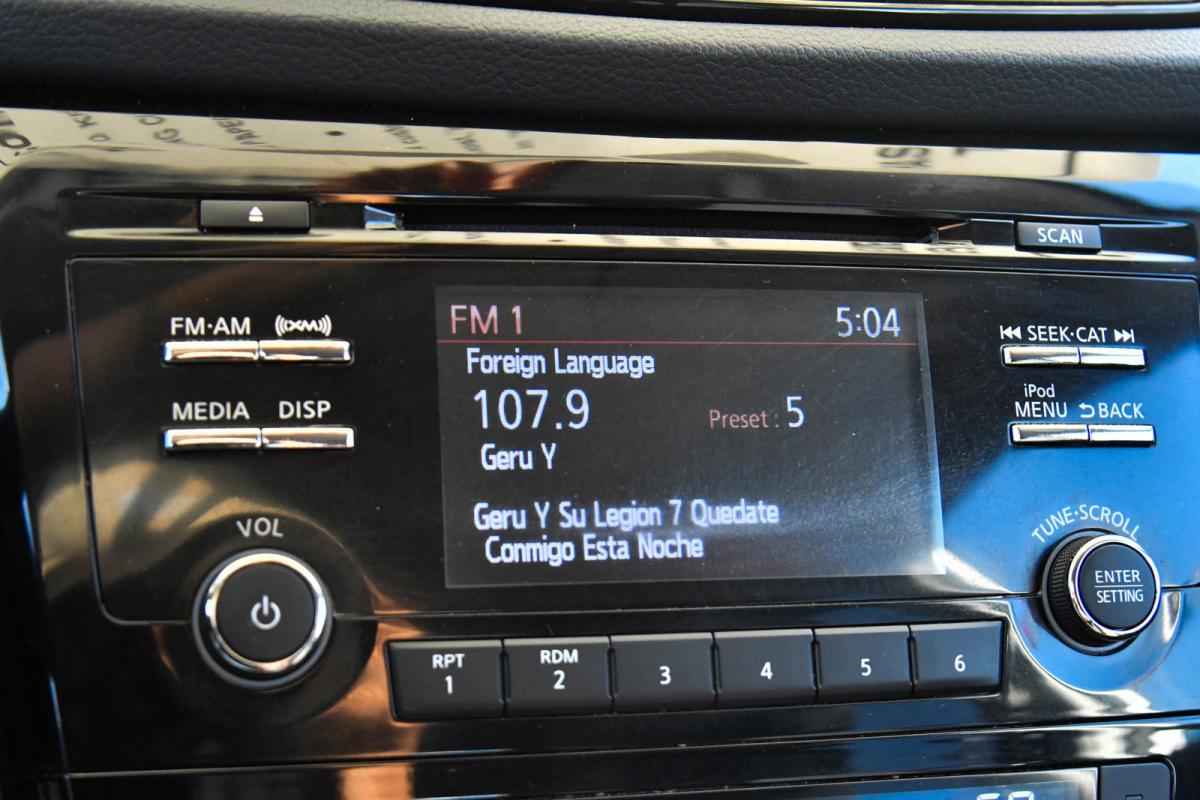 SCAN
FM·AM XM
SEEK·CAT
MEDIA DISP
iPod
MENU BACK
FM 1 5:04
Foreign Language
107.9 Preset : 5
Geru Y
Geru Y Su Legion 7 Quedate
Conmigo Esta Noche
VOL
TUNE·SCROLL
ENTER
SETTING
RPT
1
RDM
2
3
4
5
6